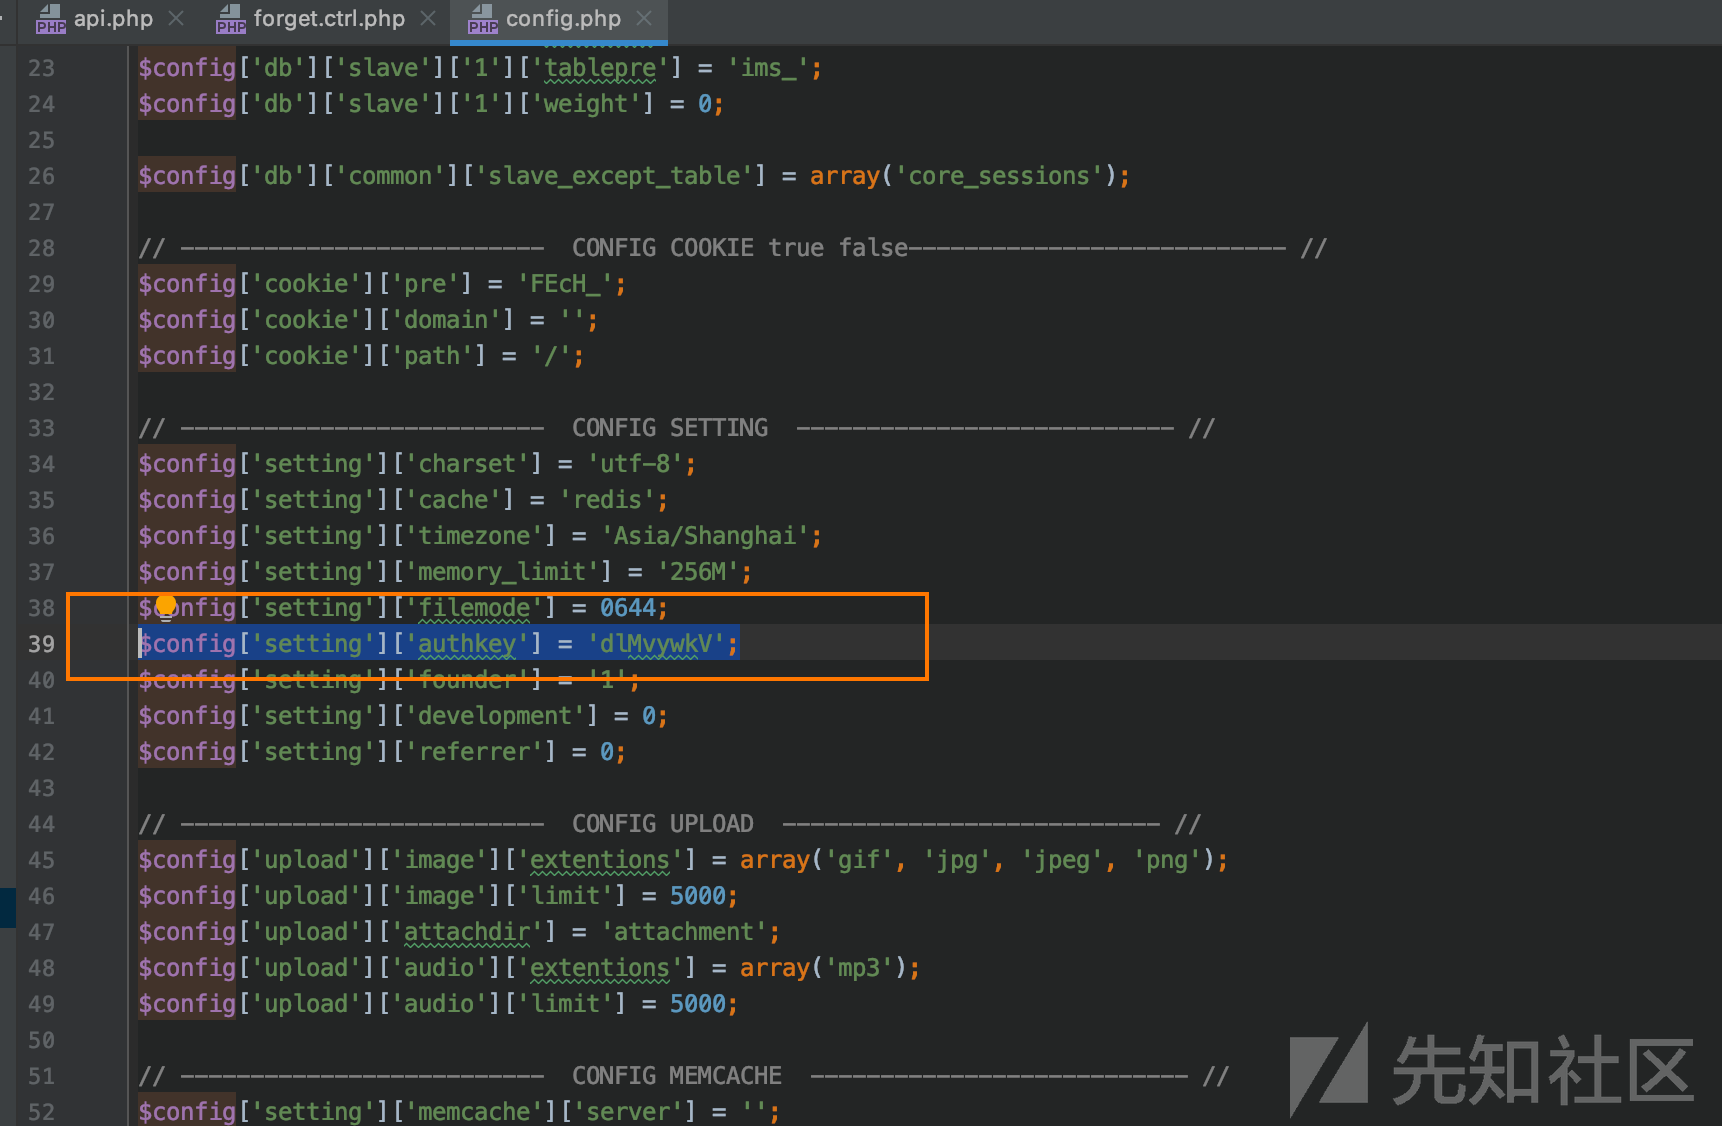 api.php forget.ctrl.php config.php
23 $config['db']['slave']['1']['tablepre'] = 'ims_';
24 $config['db']['slave']['1']['weight'] = 0;
25
26 $config['db']['common']['slave_except_table'] = array('core_sessions');
27
28 // -------------------------- CONFIG COOKIE true false--------------------------- //
29 $config['cookie']['pre'] = 'FEcH_';
30 $config['cookie']['domain'] = '';
31 $config['cookie']['path'] = '/';
32
33 // -------------------------- CONFIG SETTING --------------------------- //
34 $config['setting']['charset'] = 'utf-8';
35 $config['setting']['cache'] = 'redis';
36 $config['setting']['timezone'] = 'Asia/Shanghai';
37 $config['setting']['memory_limit'] = '256M';
38 $config['setting']['filemode'] = 0644;
39 $config['setting']['authkey'] = 'dlMvywkV';
40 $config['setting']['founder'] = '1';
41 $config['setting']['development'] = 0;
42 $config['setting']['referrer'] = 0;
43
44 // -------------------------- CONFIG UPLOAD --------------------------- //
45 $config['upload']['image']['extentions'] = array('gif', 'jpg', 'jpeg', 'png');
46 $config['upload']['image']['limit'] = 5000;
47 $config['upload']['attachdir'] = 'attachment';
48 $config['upload']['audio']['extentions'] = array('mp3');
49 $config['upload']['audio']['limit'] = 5000;
50
51 // -------------------------- CONFIG MEMCACHE --------------------------- //
52 $config['setting']['memcache']['server'] = '';
先知社区